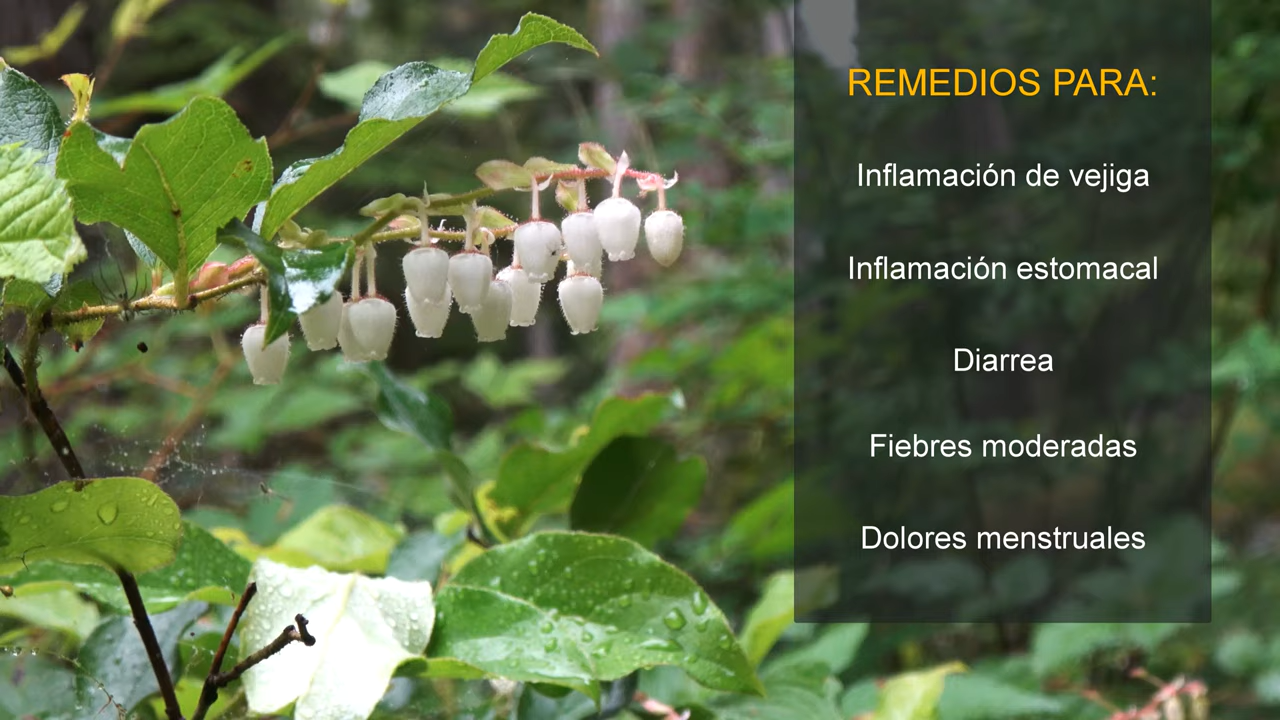 REMEDIOS PARA:
Inflamación de vejiga
Inflamación estomacal
Diarrea
Fiebres moderadas
Dolores menstruales